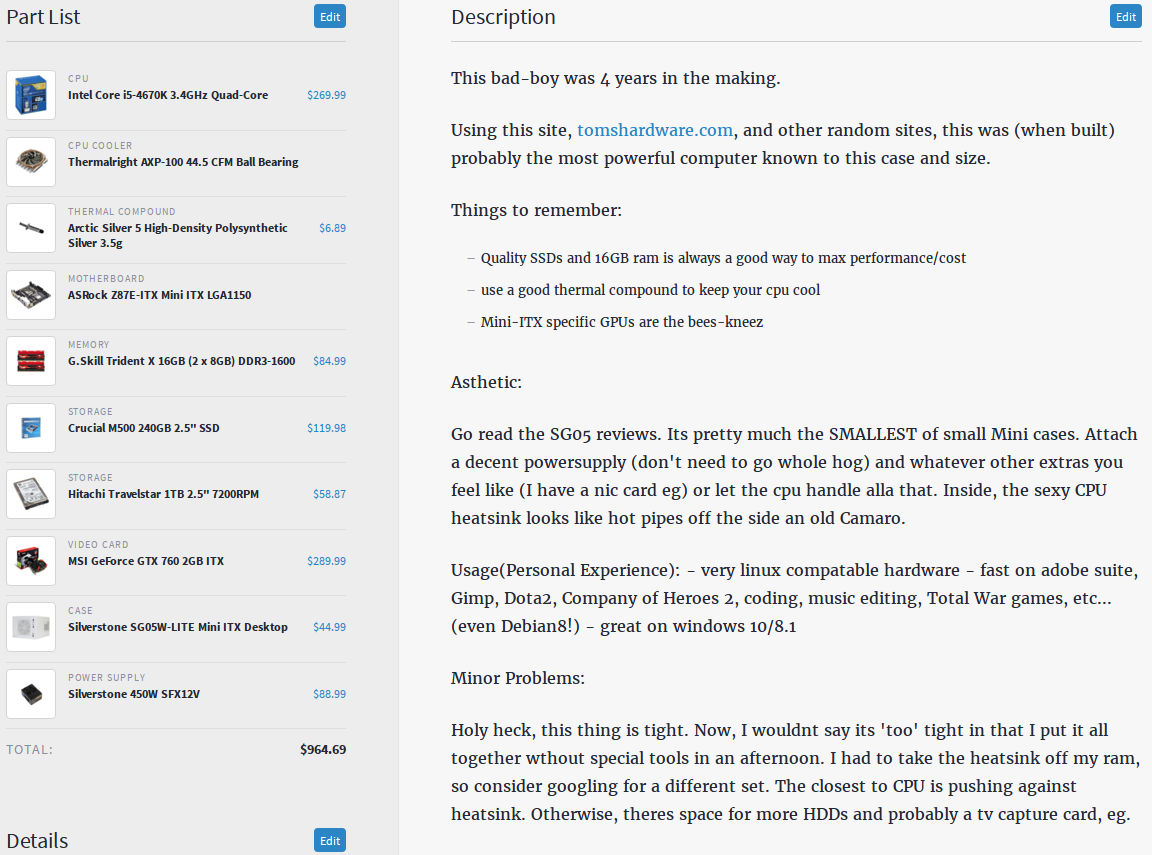 Part List
Edit
CPU
Intel Core i5-4670K 3.4GHz Quad-Core
$269.99
CPU COOLER
Thermalright AXP-100 44.5 CFM Ball Bearing
THERMAL COMPOUND
Arctic Silver 5 High-Density Polysynthetic
Silver 3.5g
$6.89
MOTHERBOARD
ASRock Z87E-ITX Mini ITX LGA1150
MEMORY
G.Skill Trident X 16GB (2 x 8GB) DDR3-1600
$84.99
STORAGE
Crucial M500 240GB 2.5" SSD
$119.98
STORAGE
Hitachi Travelstar 1TB 2.5" 7200RPM
$58.87
VIDEO CARD
MSI GeForce GTX 760 2GB ITX
$289.99
CASE
Silverstone SG05W-LITE Mini ITX Desktop
$44.99
POWER SUPPLY
Silverstone 450W SFX12V
$88.99
TOTAL:
$964.69
Details
Edit
Description
Edit
This bad-boy was 4 years in the making.
Using this site, tomshardware.com, and other random sites, this was (when built)
probably the most powerful computer known to this case and size.
Things to remember:
– Quality SSDs and 16GB ram is always a good way to max performance/cost
– use a good thermal compound to keep your cpu cool
– Mini-ITX specific GPUs are the bees-kneez
Asthetic:
Go read the SG05 reviews. Its pretty much the SMALLEST of small Mini cases. Attach
a decent powersupply (don't need to go whole hog) and whatever other extras you
feel like (I have a nic card eg) or let the cpu handle alla that. Inside, the sexy CPU
heatsink looks like hot pipes off the side an old Camaro.
Usage(Personal Experience): - very linux compatable hardware - fast on adobe suite,
Gimp, Dota2, Company of Heroes 2, coding, music editing, Total War games, etc...
(even Debian8!) - great on windows 10/8.1
Minor Problems:
Holy heck, this thing is tight. Now, I wouldnt say its 'too' tight in that I put it all
together wthout special tools in an afternoon. I had to take the heatsink off my ram,
so consider googling for a different set. The closest to CPU is pushing against
heatsink. Otherwise, theres space for more HDDs and probably a tv capture card, eg.